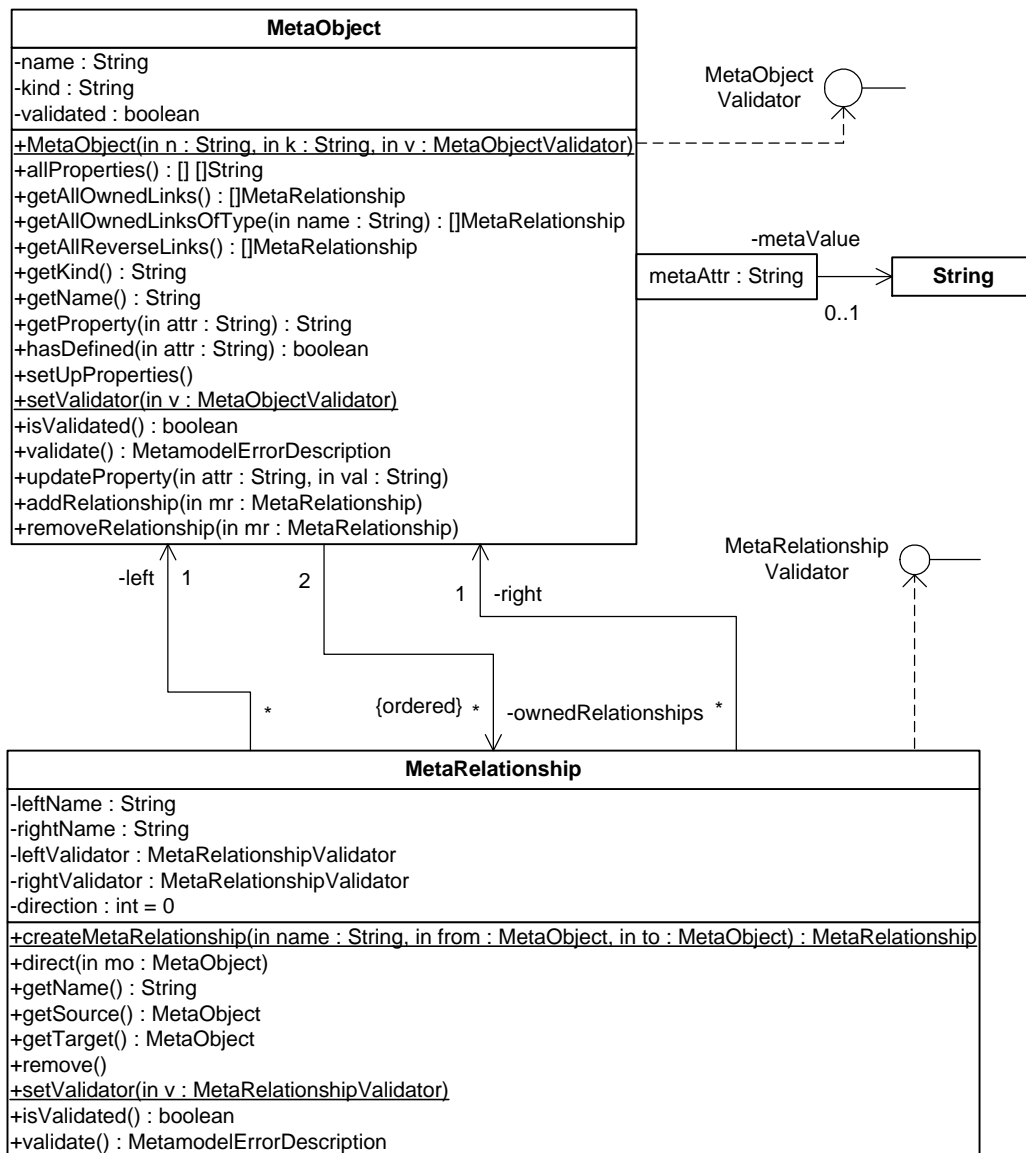 MetaObject
-name : String
-kind : String
-validated : boolean
+MetaObject(in n : String, in k : String, in v : MetaObjectValidator)
+allProperties() : [] []String
+getAllOwnedLinks() : []MetaRelationship
+getAllOwnedLinksOfType(in name : String) : []MetaRelationship
+getAllReverseLinks() : []MetaRelationship
+getKind() : String
+getName() : String
+getProperty(in attr : String) : String
+hasDefined(in attr : String) : boolean
+setUpProperties()
+setValidator(in v : MetaObjectValidator)
+isValidated() : boolean
+validate() : MetamodelErrorDescription
+updateProperty(in attr : String, in val : String)
+addRelationship(in mr : MetaRelationship)
+removeRelationship(in mr : MetaRelationship)
MetaObject
Validator
-metaValue
metaAttr : String
String
0..1
MetaRelationship
Validator
-left
1
2
1
-right
*
{ordered}
*
-ownedRelationships
*
MetaRelationship
-leftName : String
-rightName : String
-leftValidator : MetaRelationshipValidator
-rightValidator : MetaRelationshipValidator
-direction : int = 0
+createMetaRelationship(in name : String, in from : MetaObject, in to : MetaObject) : MetaRelationship
+direct(in mo : MetaObject)
+getName() : String
+getSource() : MetaObject
+getTarget() : MetaObject
+remove()
+setValidator(in v : MetaRelationshipValidator)
+isValidated() : boolean
+validate() : MetamodelErrorDescription